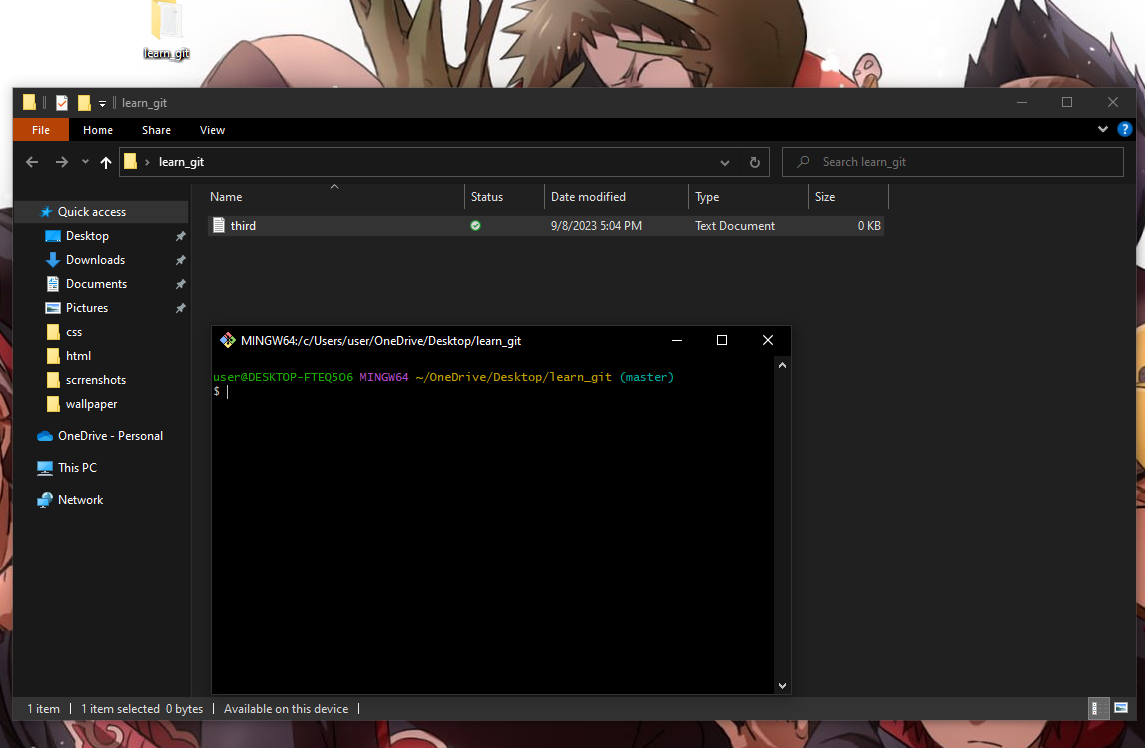 learn_git
learn_git
File Home Share View
learn_git Search learn_git
Name Status Date modified Type Size
third 9/8/2023 5:04 PM Text Document 0 KB
Quick access
Desktop
Downloads
Documents
Pictures
css
html
scrrenshots
wallpaper
OneDrive - Personal
This PC
Network
MINGW64:/c/Users/user/OneDrive/Desktop/learn_git
user@DESKTOP-FTEQ5O6 MINGW64 ~/OneDrive/Desktop/learn_git (master)
$
1 item 1 item selected 0 bytes Available on this device